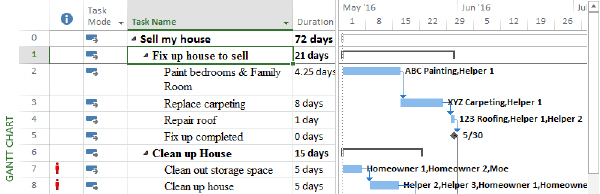 Task Mode Task Name Duration May '16 Jun '16
1 8 15 22 29 5 12 19 26
0 Sell my house 72 days
1 Fix up house to sell 21 days
2 Paint bedrooms & Family Room 4.25 days ABC Painting,Helper 1
3 Replace carpeting 8 days XYZ Carpeting,Helper 1
4 Repair roof 1 day 123 Roofing,Helper 1,Helper 2
5 Fix up completed 0 days 5/30
6 Clean up House 15 days
7 Clean out storage space 5 days Homeowner 1,Homeowner 2,Moe
8 Clean up house 5 days Helper 2,Helper 3,Homeowner 1,Homeowne
GANTT CHART